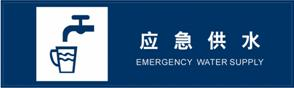 应急供水
EMERGENCY WATER SUPPLY